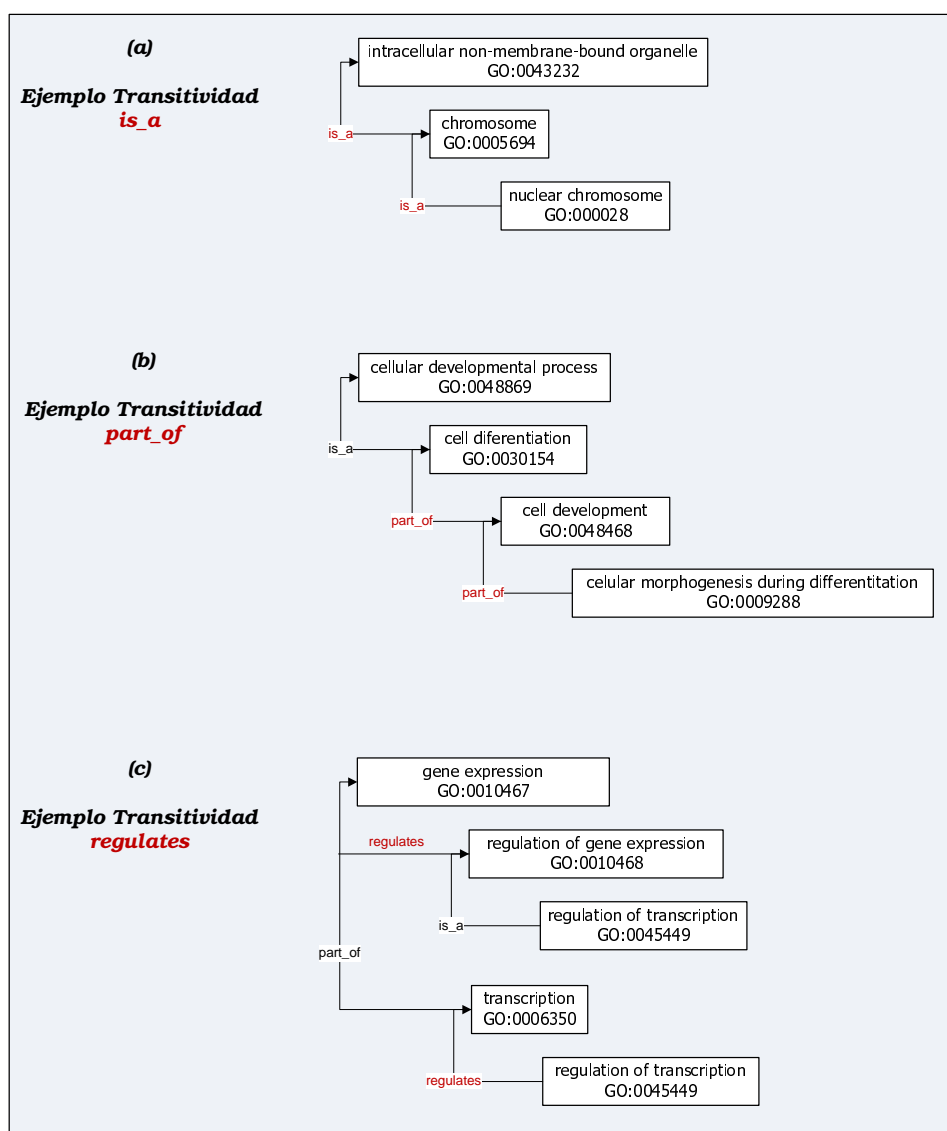 (a)
Ejemplo Transitividad
is_a
intracellular non-membrane-bound organelle
GO:0043232
is_a
chromosome
GO:0005694
is_a
nuclear chromosome
GO:000028
(b)
Ejemplo Transitividad
part_of
cellular developmental process
GO:0048869
is_a
cell diferentiation
GO:0030154
part_of
cell development
GO:0048468
part_of
celular morphogenesis during differentitation
GO:0009288
(c)
Ejemplo Transitividad
regulates
gene expression
GO:0010467
regulates
regulation of gene expression
GO:0010468
is_a
regulation of transcription
GO:0045449
part_of
transcription
GO:0006350
regulates
regulation of transcription
GO:0045449